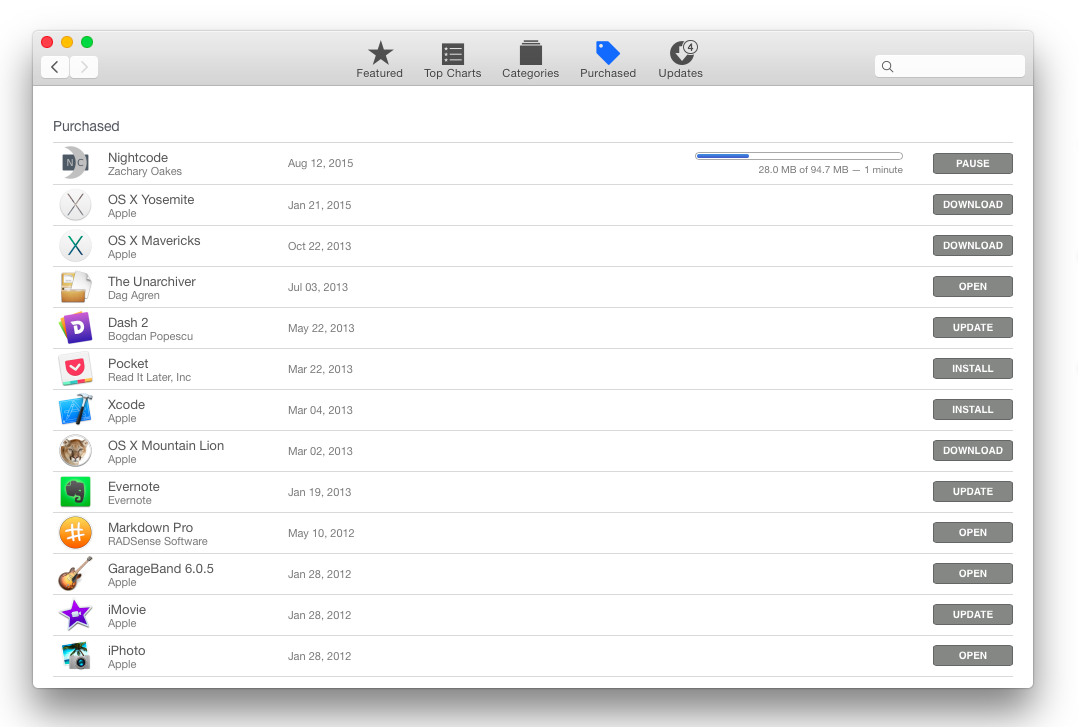 Featured
Top Charts
Categories
Purchased
4
Updates
Purchased
NC
Nightcode
Zachary Oakes
Aug 12, 2015
28.0 MB of 94.7 MB — 1 minute
PAUSE
OS X Yosemite
Apple
Jan 21, 2015
DOWNLOAD
OS X Mavericks
Apple
Oct 22, 2013
DOWNLOAD
The Unarchiver
Dag Agren
Jul 03, 2013
OPEN
Dash 2
Bogdan Popescu
May 22, 2013
UPDATE
Pocket
Read It Later, Inc
Mar 22, 2013
INSTALL
Xcode
Apple
Mar 04, 2013
INSTALL
OS X Mountain Lion
Apple
Mar 02, 2013
DOWNLOAD
Evernote
Evernote
Jan 19, 2013
UPDATE
Markdown Pro
RADSense Software
May 10, 2012
OPEN
GarageBand 6.0.5
Apple
Jan 28, 2012
OPEN
iMovie
Apple
Jan 28, 2012
UPDATE
iPhoto
Apple
Jan 28, 2012
OPEN